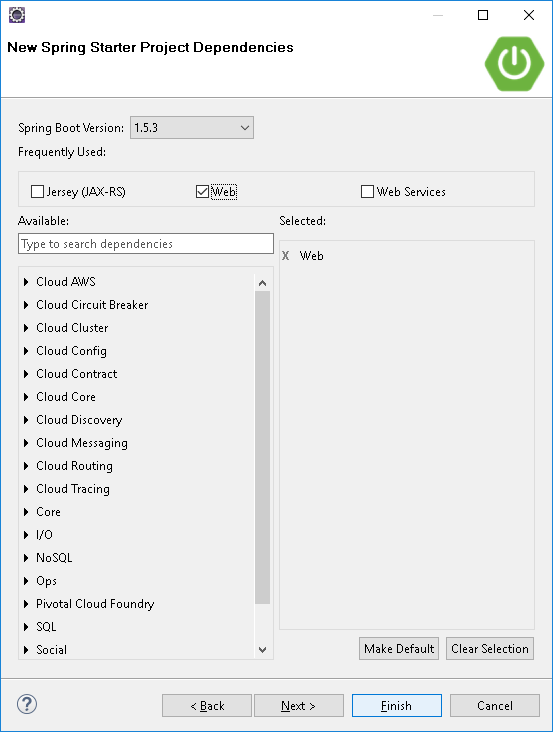 New Spring Starter Project Dependencies
Spring Boot Version: 1.5.3
Frequently Used:
Jersey (JAX-RS) Web Web Services
Available: Selected:
Type to search dependencies
X Web
Cloud AWS
Cloud Circuit Breaker
Cloud Cluster
Cloud Config
Cloud Contract
Cloud Core
Cloud Discovery
Cloud Messaging
Cloud Routing
Cloud Tracing
Core
I/O
NoSQL
Ops
Pivotal Cloud Foundry
SQL
Social
Make Default Clear Selection
? < Back Next > Finish Cancel